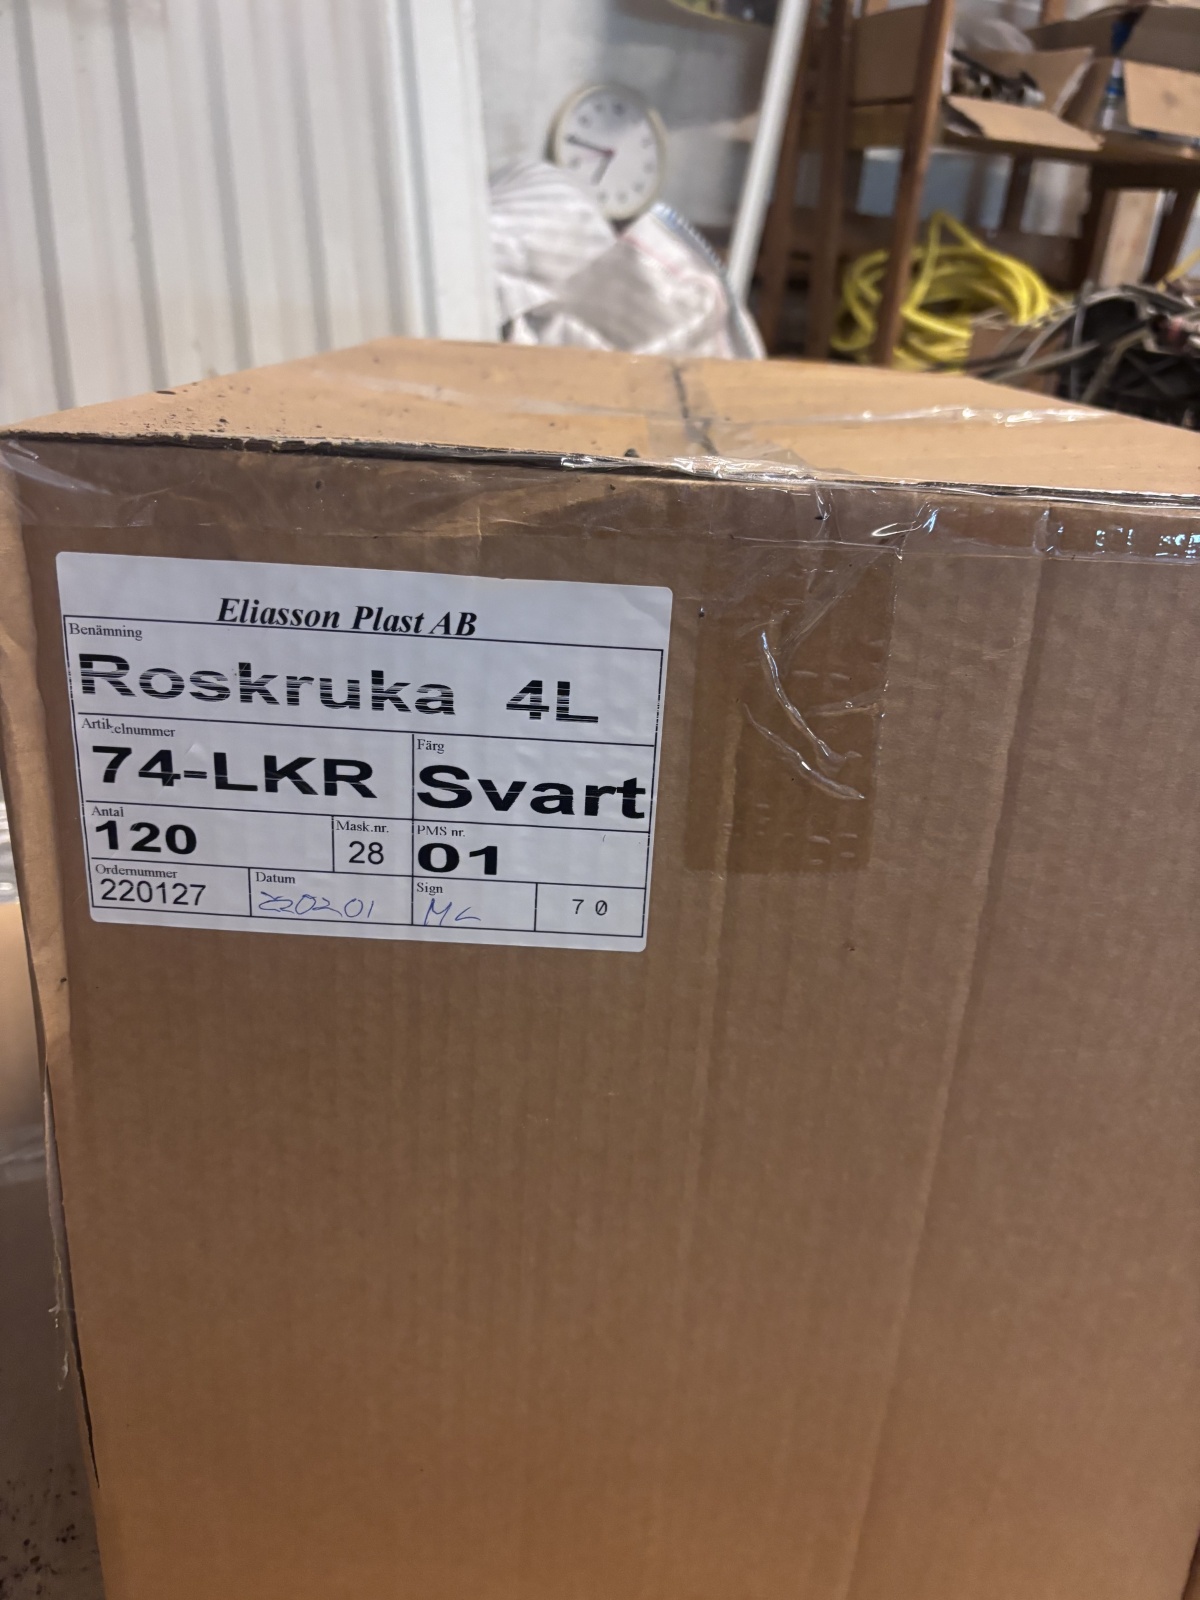 Eliasson Plast AB
Benämning
Roskruka 4L
Artikelnummer
74-LKR
Färg
Svart
Antal
120
Mask.nr.
28
PMS nr.
01
Ordernummer
220127
Datum
220201
Sign
ML
70